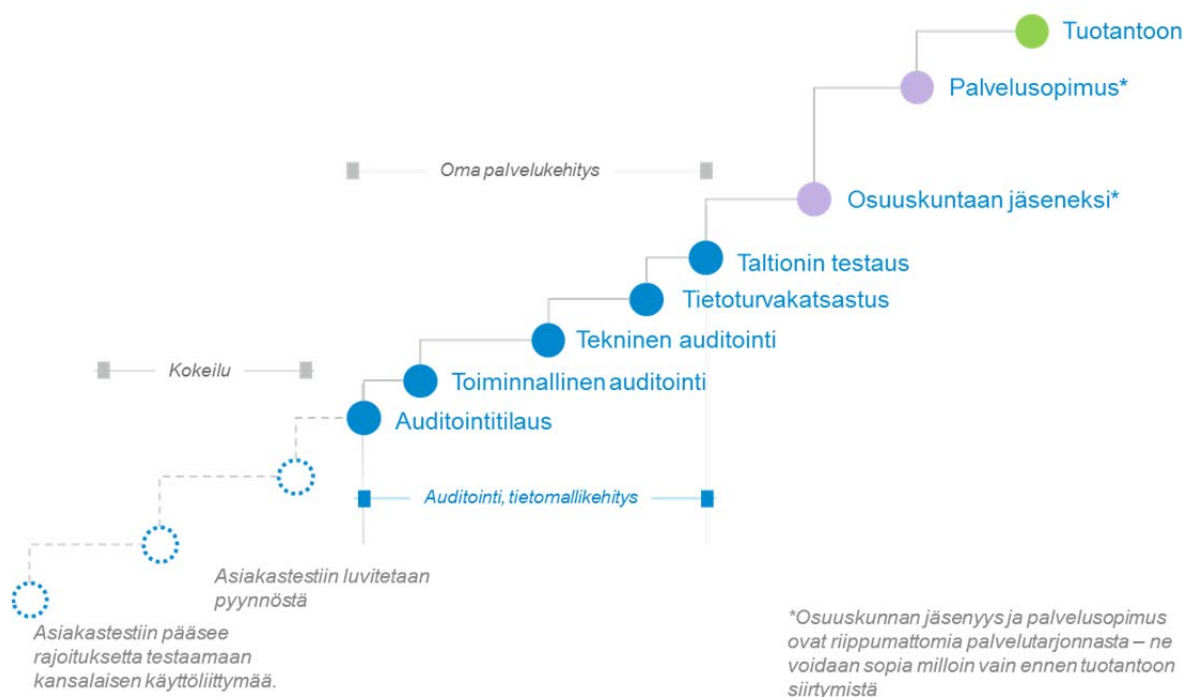 Tuotantoon
Palvelusopimus*
Oma palvelukehitys
Osuuskuntaan jäseneksi*
Taltionin testaus
Tietoturvakatsastus
Tekninen auditointi
Kokeilu
Toiminnallinen auditointi
Auditointitilaus
Auditointi, tietomallikehitys
Asiakastestiin luvitetaan
pyynnöstä
Asiakastestiin pääsee
rajoituksetta testaamaan
kansalaisen käyttöliittymää.
*Osuuskunnan jäsenyys ja palvelusopimus
ovat riippumattomia palvelutarjonnasta – ne
voidaan sopia milloin vain ennen tuotantoon
siirtymistä